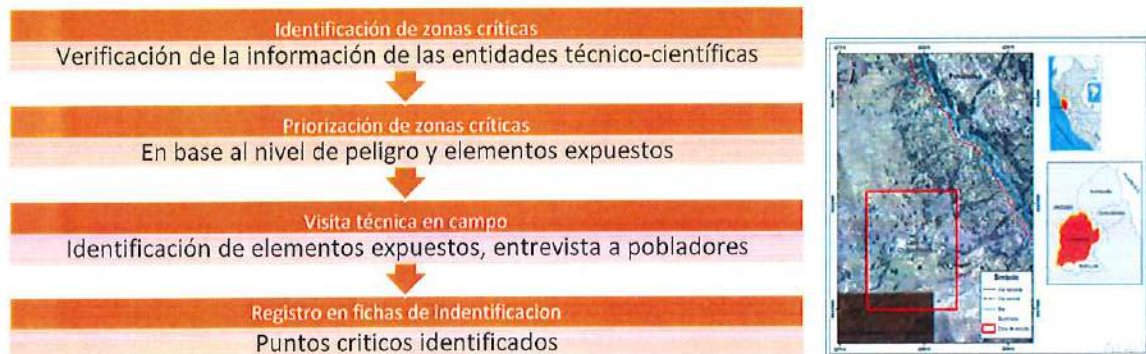 Identificación de zonas críticas
Verificación de la información de las entidades técnico-científicas
Priorización de zonas críticas
En base al nivel de peligro y elementos expuestos
Visita técnica en campo
Identificación de elementos expuestos, entrevista a pobladores
Registro en fichas de indentificacion
Puntos criticos identificados